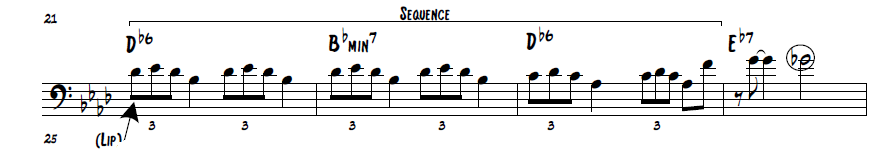 21
SEQUENCE
D♭6 B♭MIN7 D♭6 E♭7
3 3 3 3 3 3
25 (LIP)